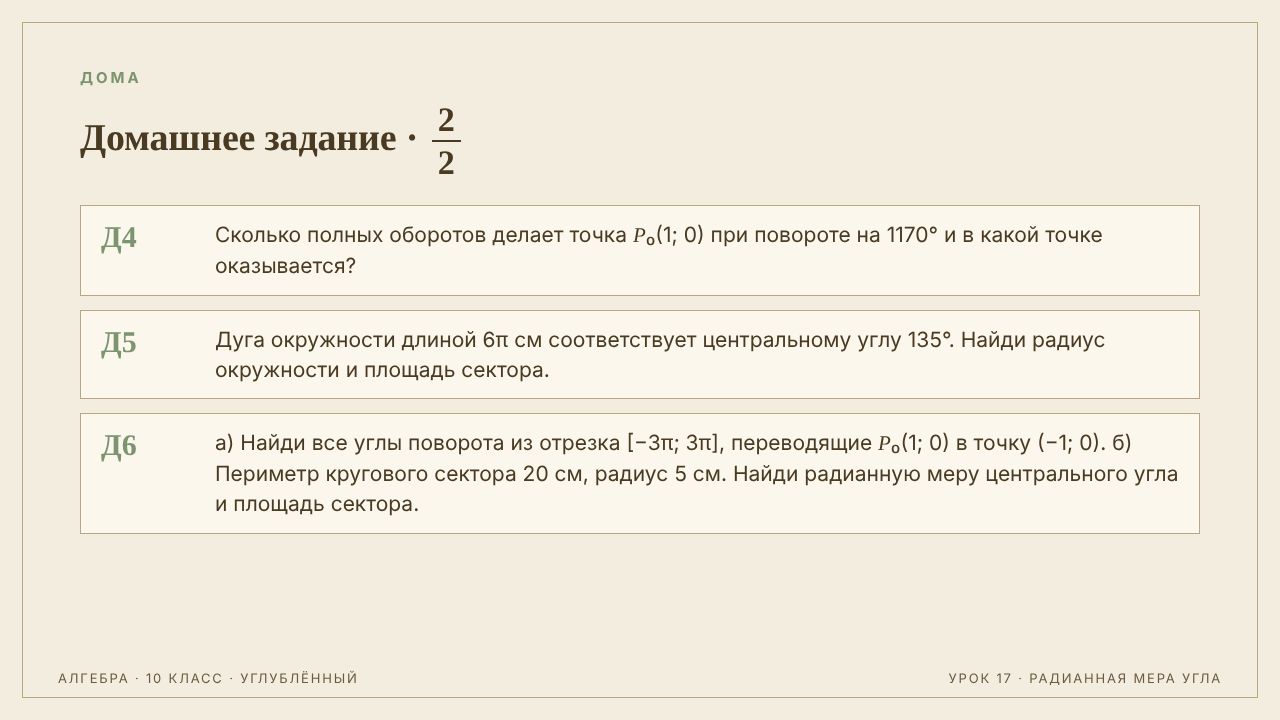 ДОМА
Домашнее задание · 2/2
Д4
Сколько полных оборотов делает точка P₀(1; 0) при повороте на 1170° и в какой точке
оказывается?
Д5
Дуга окружности длиной 6π см соответствует центральному углу 135°. Найди радиус
окружности и площадь сектора.
Д6
а) Найди все углы поворота из отрезка [−3π; 3π], переводящие P₀(1; 0) в точку (−1; 0). б)
Периметр кругового сектора 20 см, радиус 5 см. Найди радианную меру центрального угла
и площадь сектора.
АЛГЕБРА · 10 КЛАСС · УГЛУБЛЁННЫЙ
УРОК 17 · РАДИАННАЯ МЕРА УГЛА